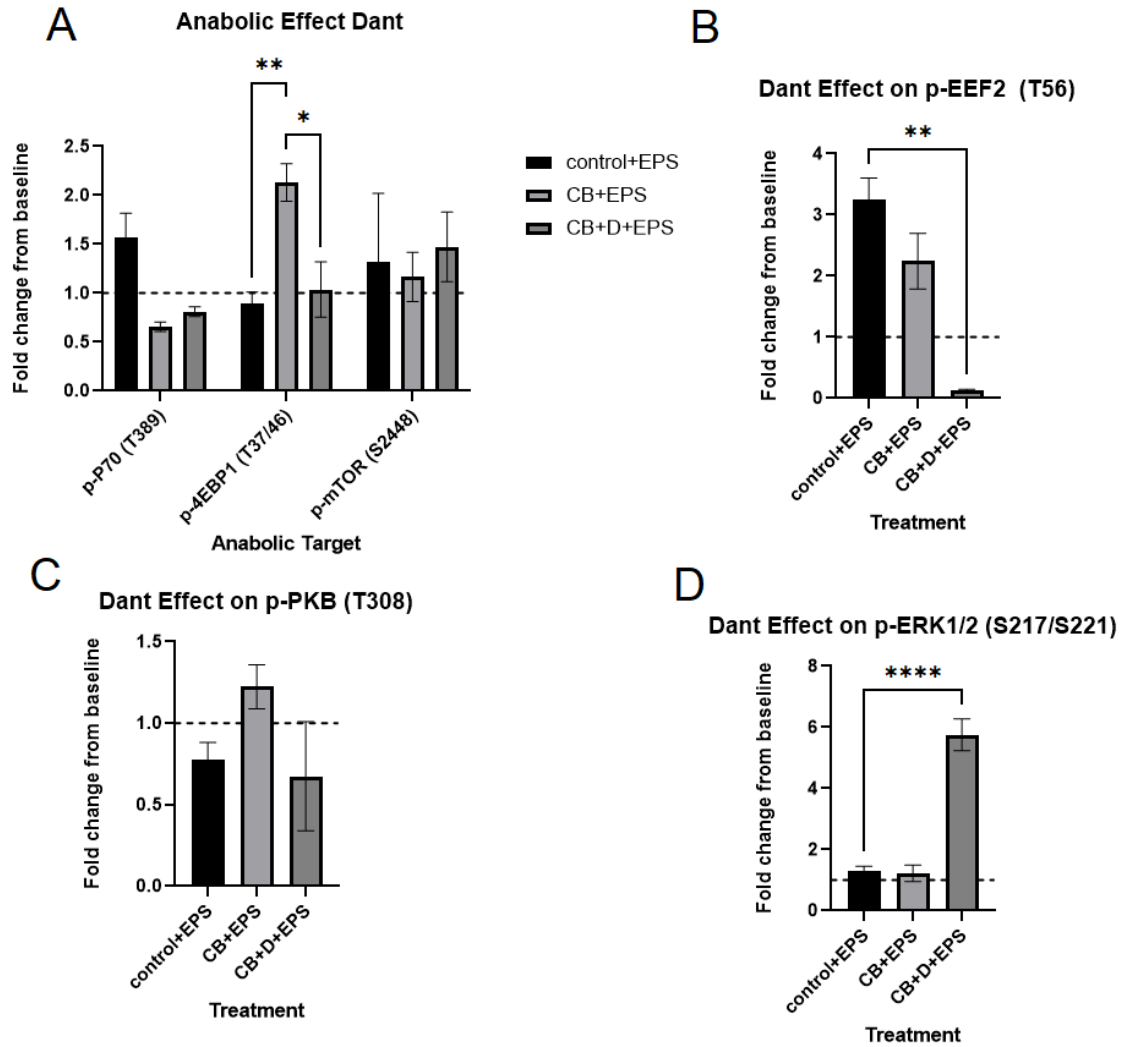 A
Anabolic Effect Dant
**
*
Fold change from baseline
2.5
2.0
1.5
1.0
0.5
0.0
p-P70 (T389)
p-4EBP1 (T37/46)
p-mTOR (S2448)
Anabolic Target
control+EPS
CB+EPS
CB+D+EPS
B
Dant Effect on p-EEF2 (T56)
**
Fold change from baseline
4
3
2
1
0
control+EPS
CB+EPS
CB+D+EPS
Treatment
C
Dant Effect on p-PKB (T308)
Fold change from baseline
1.5
1.0
0.5
0.0
control+EPS
CB+EPS
CB+D+EPS
Treatment
D
Dant Effect on p-ERK1/2 (S217/S221)
****
Fold change from baseline
8
6
4
2
0
control+EPS
CB+EPS
CB+D+EPS
Treatment